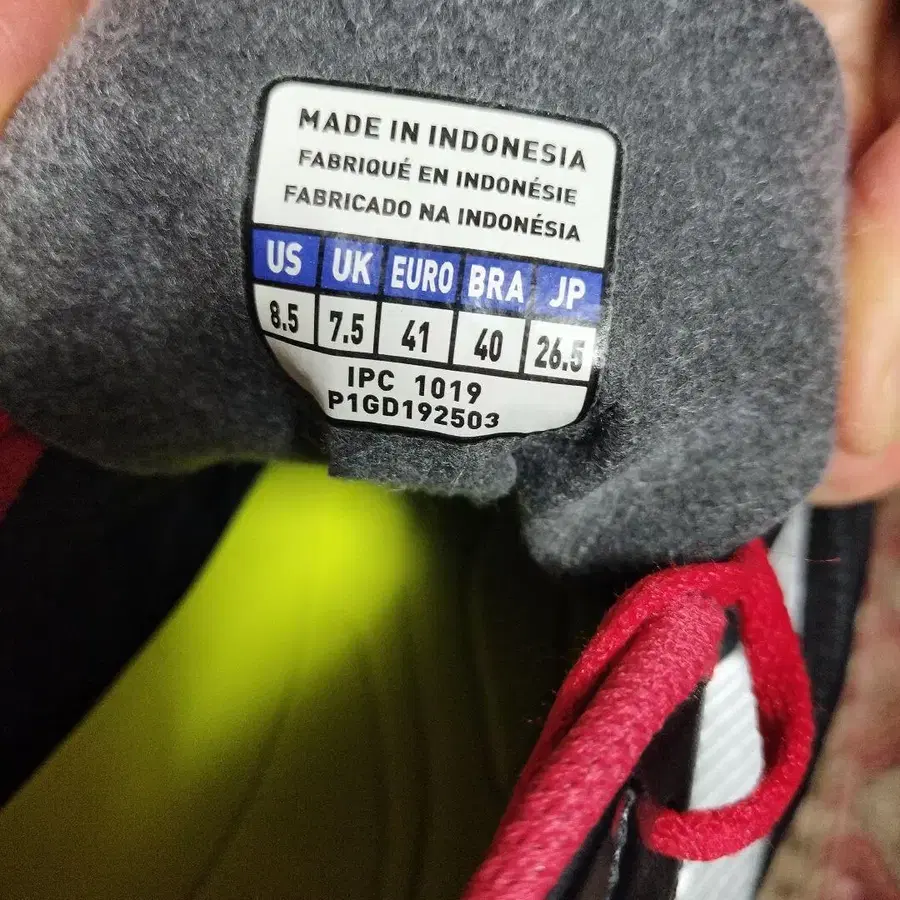 MADE IN INDONESIA
FABRIQUÉ EN INDONÉSIE
FABRICADO NA INDONÉSIA
US UK EURO BRA JP
8.5 7.5 41 40 26.5
IPC 1019
P1GD192503